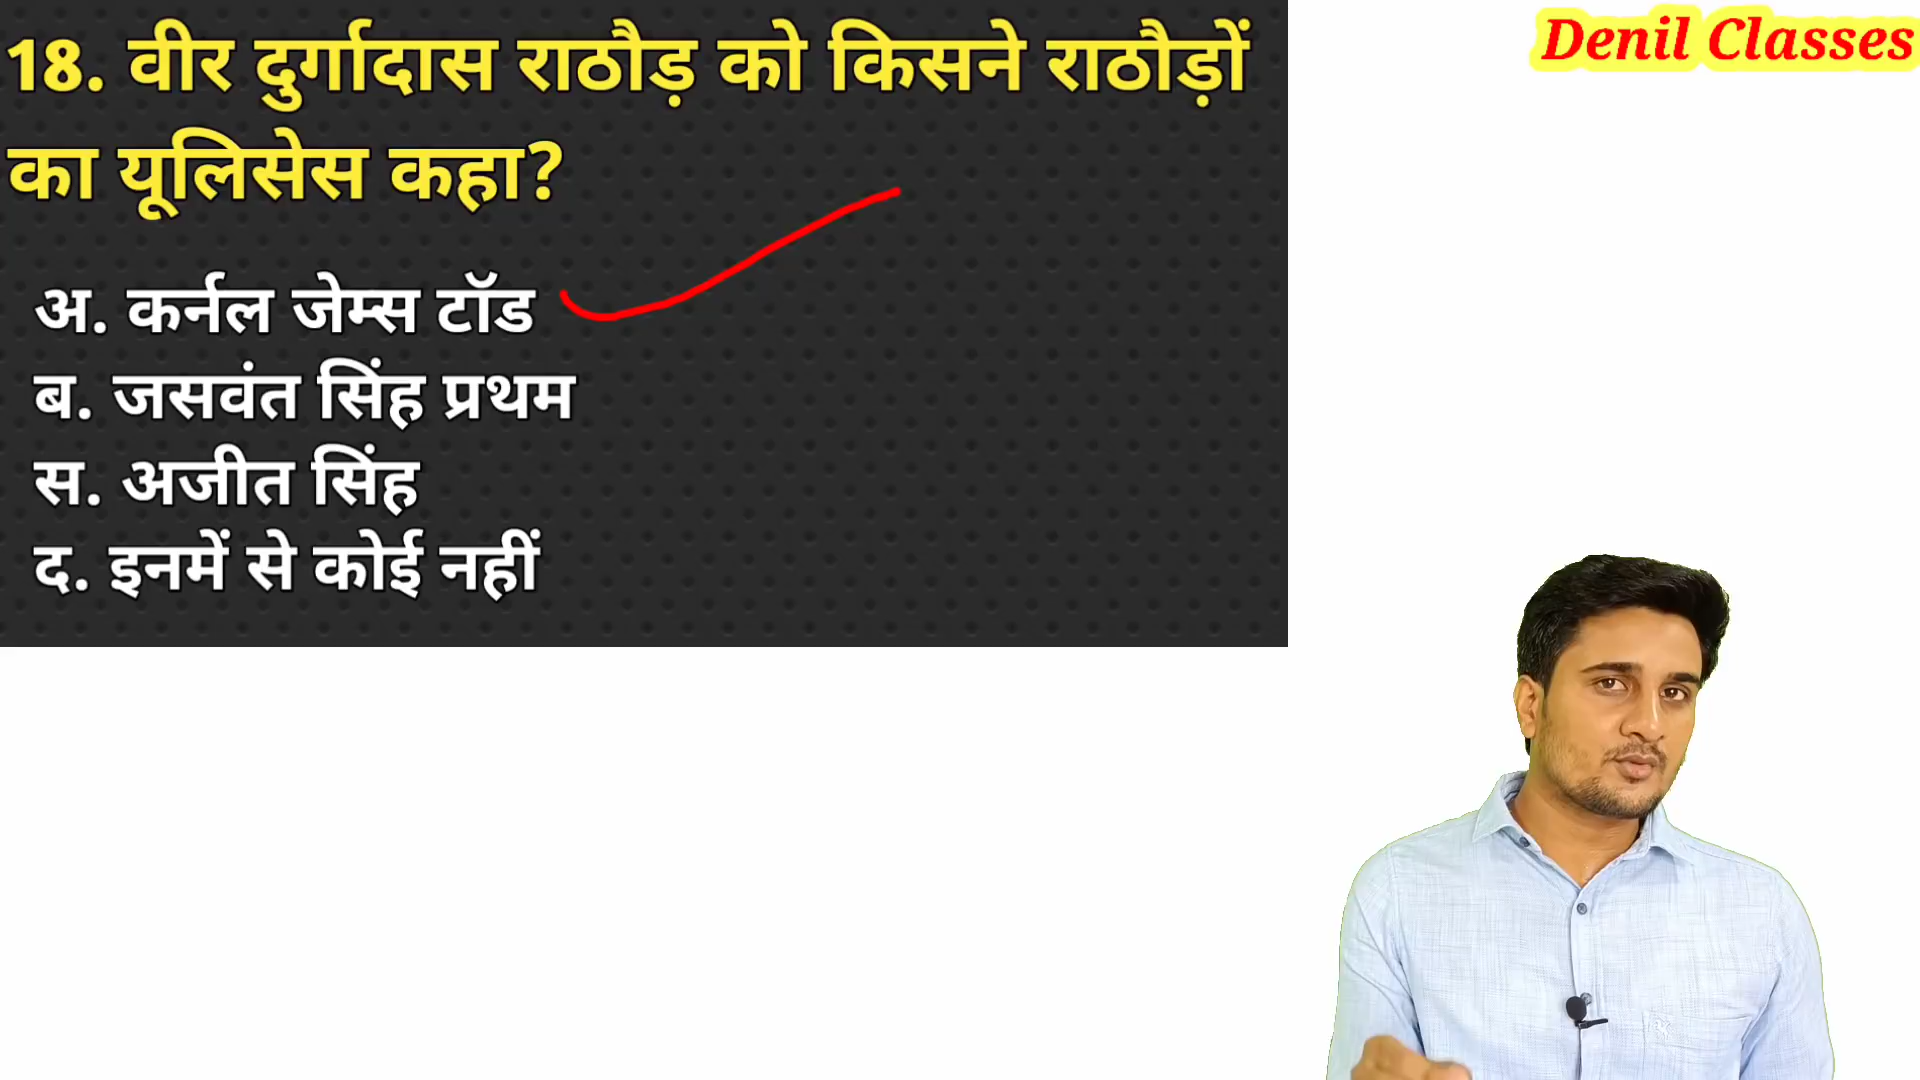 Denil Classes
18. वीर दुर्गादास राठौड़ को किसने राठौड़ों
का यूलिसेस कहा?
अ. कर्नल जेम्स टॉड
ब. जसवंत सिंह प्रथम
स. अजीत सिंह
द. इनमें से कोई नहीं